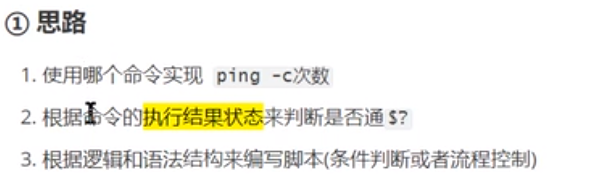 ① 思路
1. 使用哪个命令实现 ping -c次数
2. 根据命令的执行结果状态来判断是否通$?
3. 根据逻辑和语法结构来编写脚本(条件判断或者流程控制)